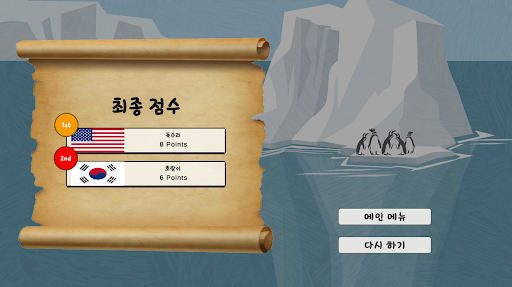 최종 점수
1st
독수리
8 Points
2nd
호랑이
6 Points
메인 메뉴
다시 하기